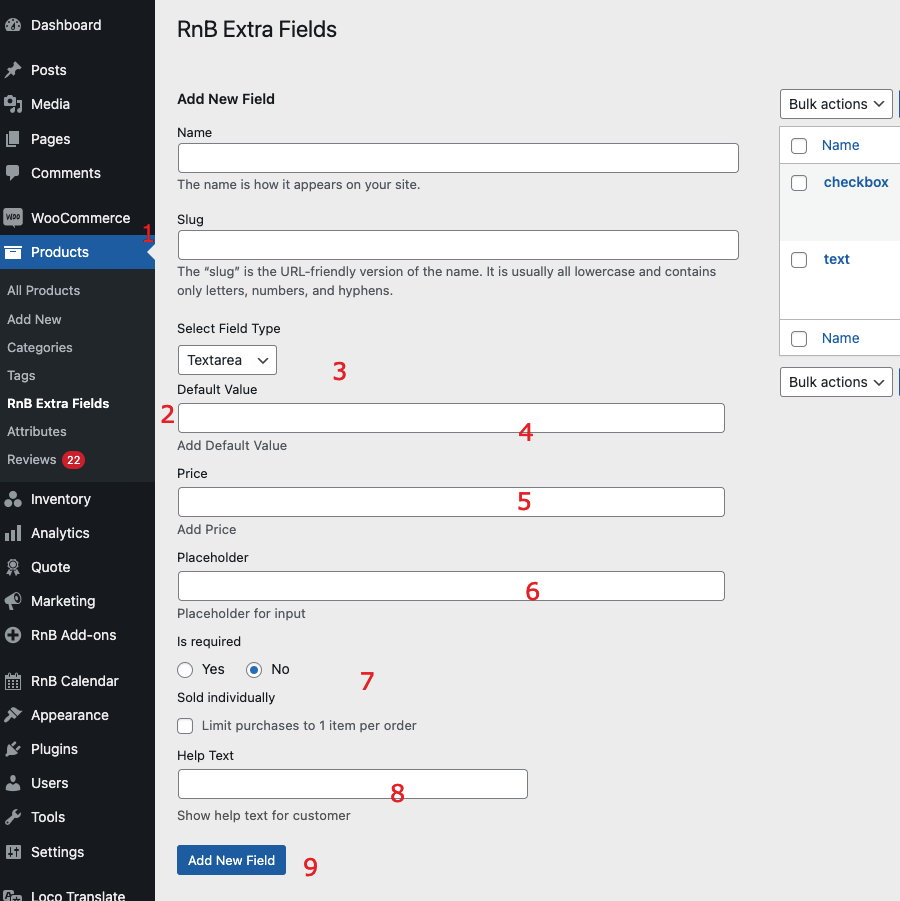 Dashboard
Posts
Media
Pages
Comments
woo WooCommerce
1
Products
All Products
Add New
Categories
Tags
RnB Extra Fields
Attributes
Reviews 22
Inventory
Analytics
Quote
Marketing
RnB Add-ons
RnB Calendar
Appearance
Plugins
Users
Tools
Settings
Loco Translate
RnB Extra Fields
Add New Field
Name
The name is how it appears on your site.
Slug
The “slug” is the URL-friendly version of the name. It is usually all lowercase and contains
only letters, numbers, and hyphens.
Select Field Type
Textarea
3
Default Value
2
4
Add Default Value
Price
5
Add Price
Placeholder
6
Placeholder for input
Is required
Yes No
7
Sold individually
Limit purchases to 1 item per order
Help Text
8
Show help text for customer
Add New Field
9
Bulk actions
Name
checkbox
text
Name
Bulk actions